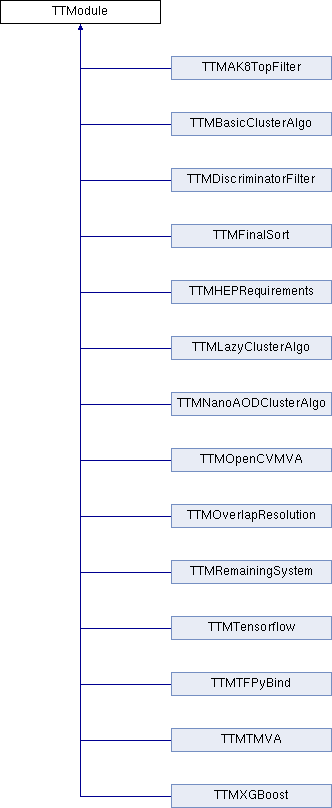 TTModule
TTMAK8TopFilter
TTMBasicClusterAlgo
TTMDiscriminatorFilter
TTMFinalSort
TTMHEPRequirements
TTMLazyClusterAlgo
TTMNanoAODClusterAlgo
TTMOpenCVMVA
TTMOverlapResolution
TTMRemainingSystem
TTMTensorflow
TTMTFPyBind
TTMTMVA
TTMXGBoost